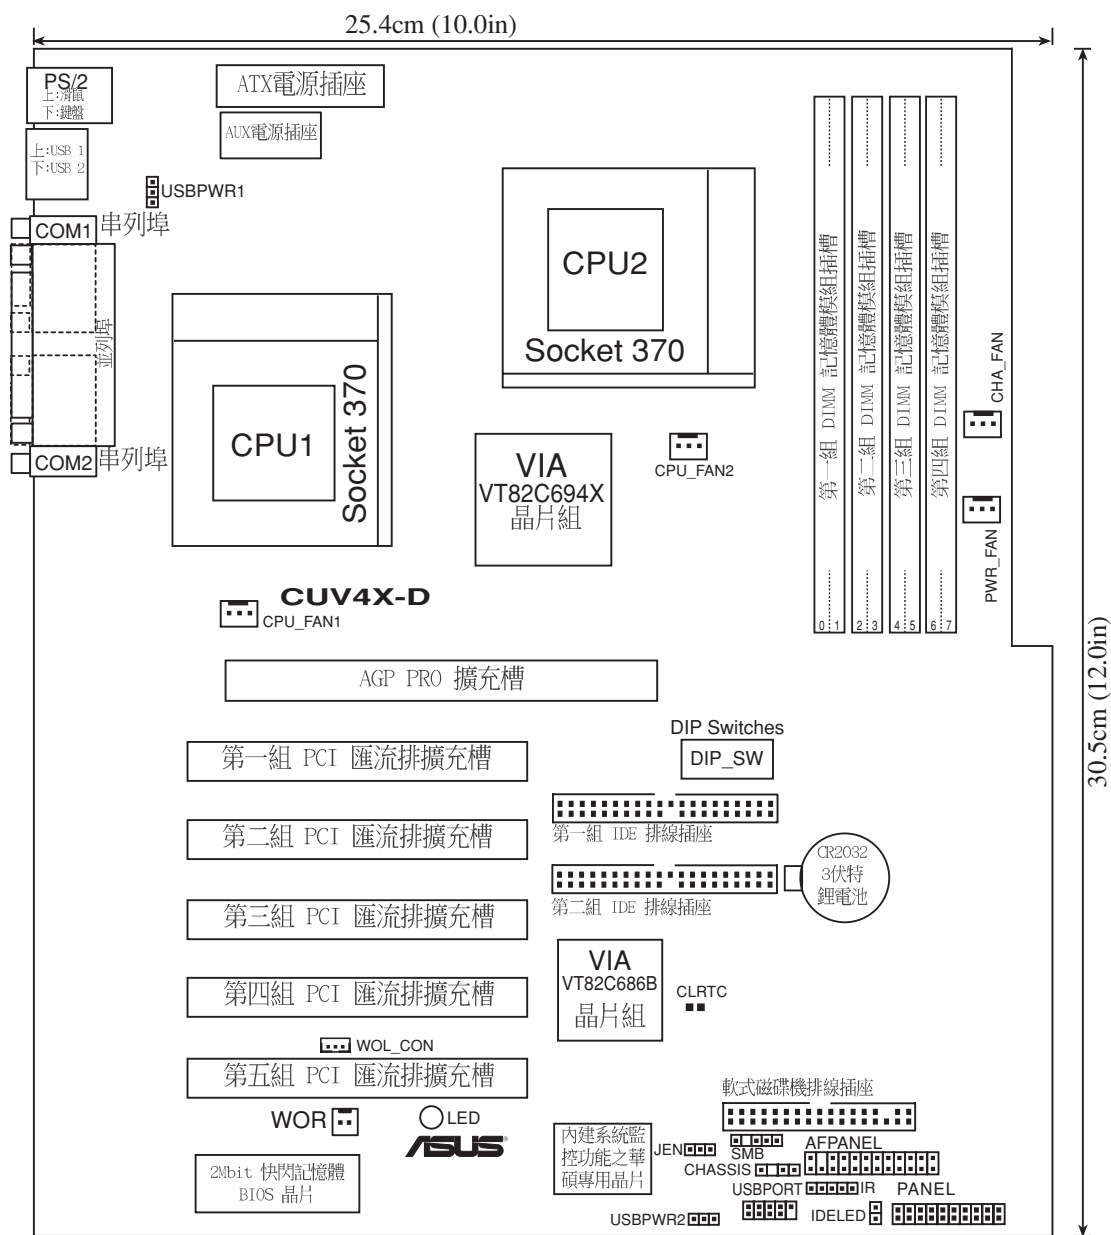 25.4cm (10.0in)
PS/2
上:滑鼠
下:鍵盤
ATX電源插座
AUX電源插座
上:USB 1
下:USB 2
USBPWR1
COM1
串列埠
並列埠
COM2
串列埠
CPU2
Socket 370
CPU1
Socket 370
VIA
VT82C694X
晶片組
CPU_FAN2
第一組 DIMM 記憶體模組插槽
第二組 DIMM 記憶體模組插槽
第三組 DIMM 記憶體模組插槽
第四組 DIMM 記憶體模組插槽
0 1
2 3
4 5
6 7
CHA_FAN
PWR_FAN
30.5cm (12.0in)
CUV4X-D
CPU_FAN1
AGP PRO 擴充槽
DIP Switches
DIP_SW
第一組 PCI 匯流排擴充槽
第一組 IDE 排線插座
第二組 PCI 匯流排擴充槽
第二組 IDE 排線插座
CR2032
3伏特
鋰電池
第三組 PCI 匯流排擴充槽
VIA
VT82C686B
晶片組
CLRTC
第四組 PCI 匯流排擴充槽
WOL_CON
第五組 PCI 匯流排擴充槽
軟式磁碟機排線插座
WOR
LED
ASUS
2Mbit 快閃記憶體
BIOS 晶片
內建系統監
控功能之華
碩專用晶片
JEN
SMB
AFPANEL
CHASSIS
USBPORT
IR
PANEL
USBPWR2
IDELED